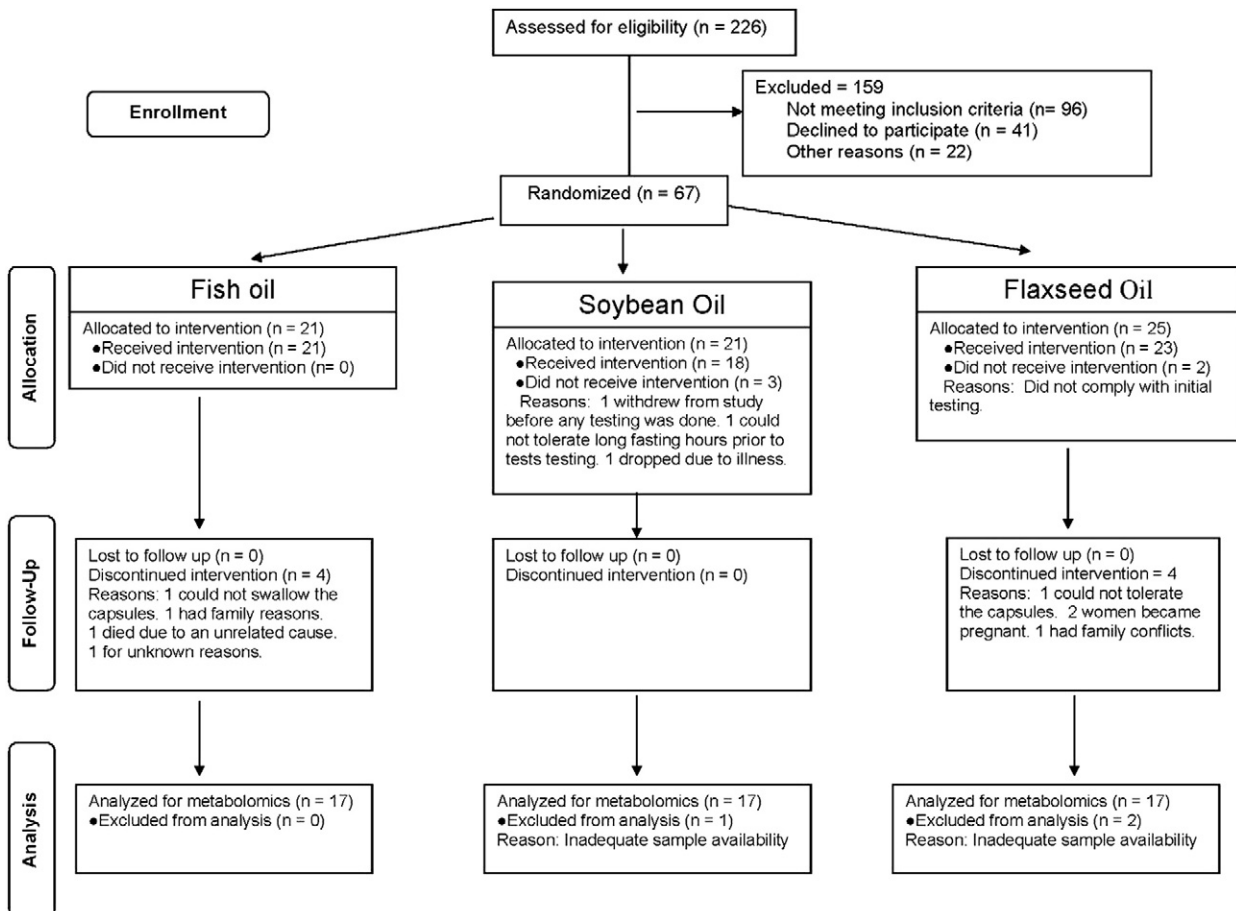 Assessed for eligibility (n = 226)
Enrollment
Excluded = 159
Not meeting inclusion criteria (n= 96)
Declined to participate (n = 41)
Other reasons (n = 22)
Randomized (n = 67)
Allocation
Fish oil
Allocated to intervention (n = 21)
●Received intervention (n = 21)
●Did not receive intervention (n= 0)
Soybean Oil
Allocated to intervention (n = 21)
●Received intervention (n = 18)
●Did not receive intervention (n = 3)
Reasons: 1 withdrew from study
before any testing was done. 1 could
not tolerate long fasting hours prior to
tests testing. 1 dropped due to illness.
Flaxseed Oil
Allocated to intervention (n = 25)
●Received intervention (n = 23)
●Did not receive intervention (n = 2)
Reasons: Did not comply with initial
testing.
Follow-Up
Lost to follow up (n = 0)
Discontinued intervention (n = 4)
Reasons: 1 could not swallow the
capsules. 1 had family reasons.
1 died due to an unrelated cause.
1 for unknown reasons.
Lost to follow up (n = 0)
Discontinued intervention (n = 0)
Lost to follow up (n = 0)
Discontinued intervention = 4
Reasons: 1 could not tolerate
the capsules. 2 women became
pregnant. 1 had family conflicts.
Analysis
Analyzed for metabolomics (n = 17)
●Excluded from analysis (n = 0)
Analyzed for metabolomics (n = 17)
●Excluded from analysis (n = 1)
Reason: Inadequate sample availability
Analyzed for metabolomics (n = 17)
●Excluded from analysis (n = 2)
Reason: Inadequate sample availability